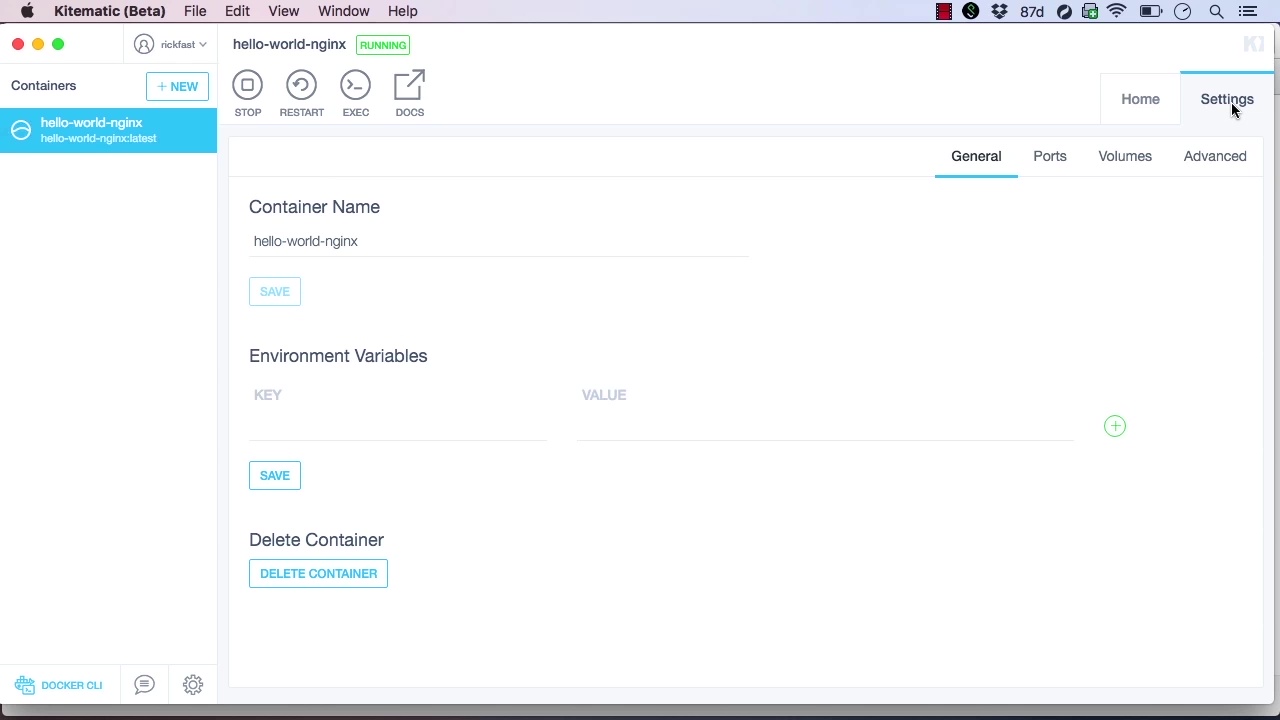 Kitematic (Beta) File Edit View Window Help 87d
rickfast
hello-world-nginx RUNNING
Containers + NEW
STOP RESTART EXEC DOCS
Home Settings
hello-world-nginx
hello-world-nginx:latest
General Ports Volumes Advanced
Container Name
hello-world-nginx
SAVE
Environment Variables
KEY VALUE
SAVE
Delete Container
DELETE CONTAINER
DOCKER CLI